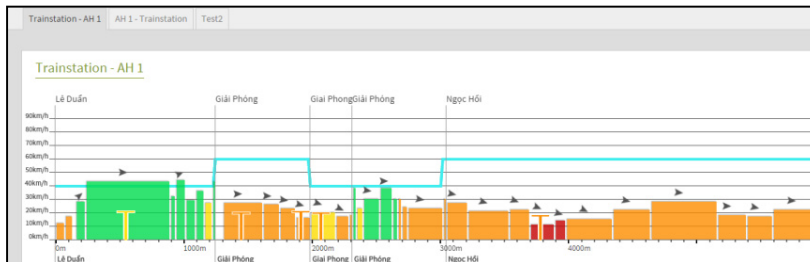 Trainstation - AH 1 AH 1 - Trainstation Test2
Trainstation - AH 1
Lê Duẩn Giải Phóng Giai Phong Giải Phóng Ngọc Hồi
90km/h
80km/h
70km/h
60km/h
50km/h
40km/h
30km/h
20km/h
10km/h
0km/h
0m 1000m 2000m 3000m 4000m
Lê Duẩn Giải Phóng Giai Phong Giải Phóng Ngọc Hồi